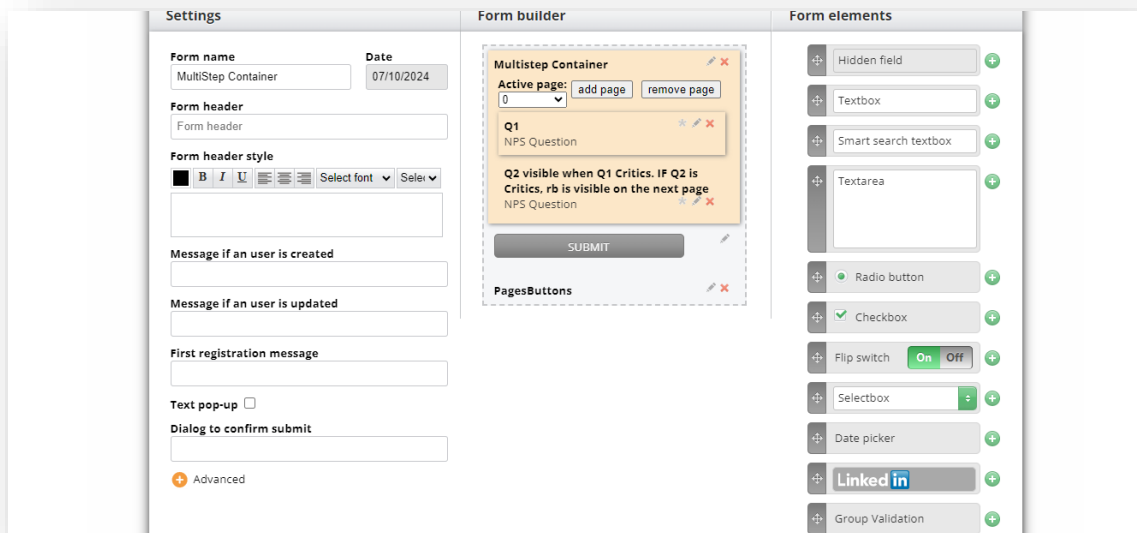 Settings
Form name
Date
MultiStep Container
07/10/2024
Form header
Form header
Form header style
B I U
Select font
Selec
Message if an user is created
Message if an user is updated
First registration message
Text pop-up
Dialog to confirm submit
Advanced
Form builder
Multistep Container
Active page:
0
add page
remove page
Q1
NPS Question
Q2 visible when Q1 Critics. IF Q2 is
Critics, rb is visible on the next page
NPS Question
SUBMIT
PagesButtons
Form elements
Hidden field
Textbox
Smart search textbox
Textarea
Radio button
Checkbox
Flip switch
On
Off
Selectbox
Date picker
Linked in
Group Validation